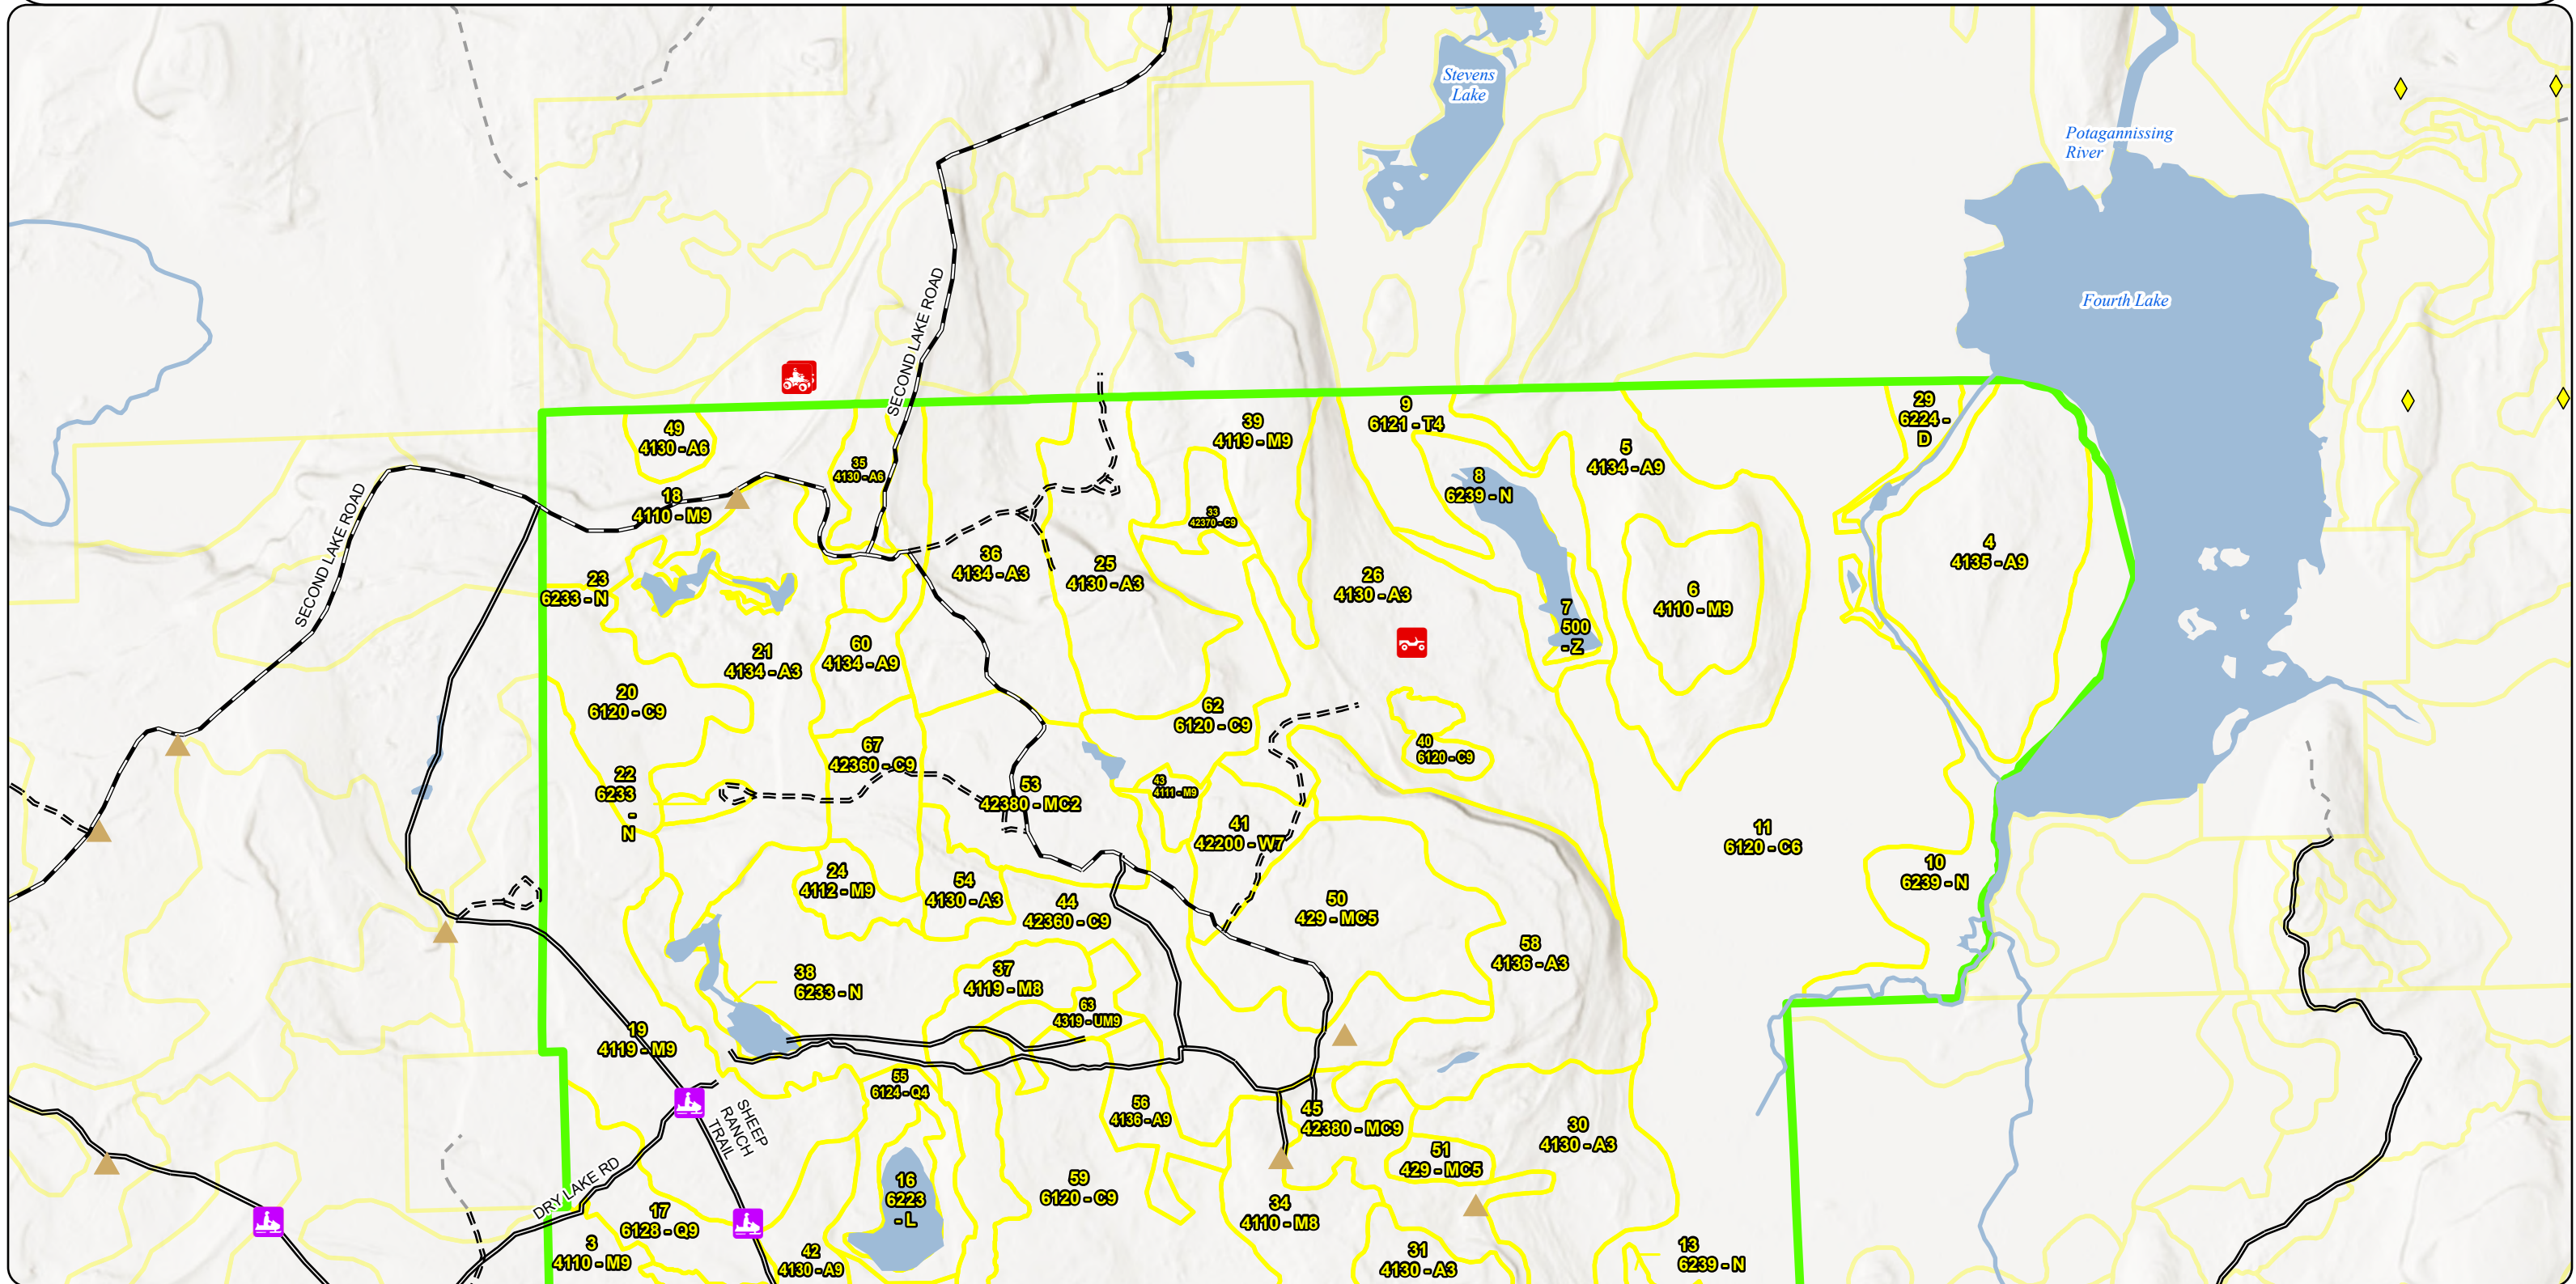 Stevens
Lake
Potagannissing
River
Fourth Lake
SECOND LAKE ROAD
SECOND LAKE ROAD
49
4130 - A6
35
4130 - A6
39
4119 - M9
9
6121 - T4
29
6224 -
D
5
4134 - A9
8
6239 - N
18
4110 - M9
33
42370 - C9
36
4134 - A3
25
4130 - A3
26
4130 - A3
4
4135 - A9
23
6233 - N
6
4110 - M9
7
500
- Z
21
4134 - A3
60
4134 - A9
20
6120 - C9
62
6120 - C9
67
42360 - C9
40
6120 - C9
22
6233
-
N
53
42380 - MC2
43
4111 - M9
41
42200 - W7
11
6120 - C6
10
6239 - N
24
4112 - M9
54
4130 - A3
44
42360 - C9
50
429 - MC5
58
4136 - A3
38
6233 - N
37
4119 - M8
63
4319 - UM9
19
4119 - M9
55
6124 - Q4
56
4136 - A9
45
42380 - MC9
30
4130 - A3
51
429 - MC5
SHEEP
RANCH
TRAIL
DRY LAKE RD
16
6223
- L
59
6120 - C9
17
6128 - Q9
34
4110 - M8
3
4110 - M9
42
4130 - A9
31
4130 - A3
13
6239 - N